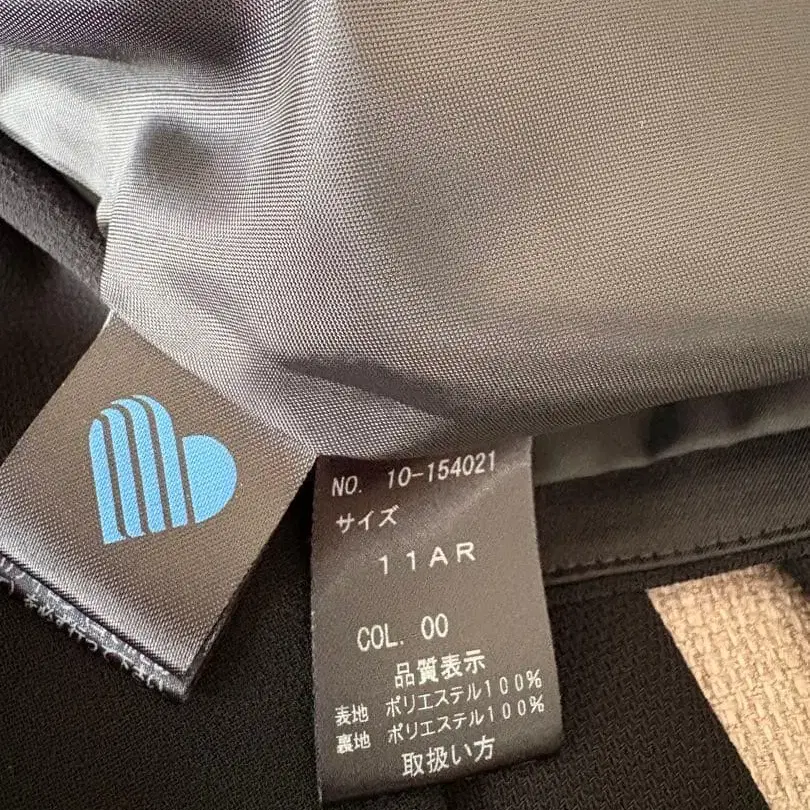 NO. 10-154021
サイズ
11AR
COL. 00
品質表示
表地 ポリエステル100%
裏地 ポリエステル100%
取扱い方